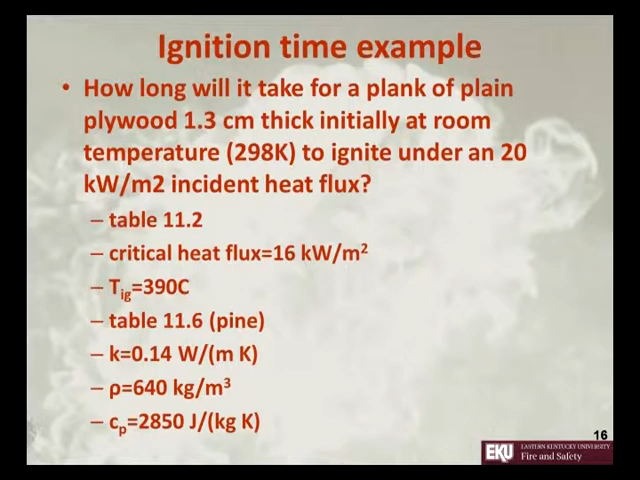 Ignition time example
• How long will it take for a plank of plain
plywood 1.3 cm thick initially at room
temperature (298K) to ignite under an 20
kW/m2 incident heat flux?
– table 11.2
– critical heat flux=16 kW/m²
– Tig=390C
– table 11.6 (pine)
– k=0.14 W/(m K)
– ρ=640 kg/m³
– cp=2850 J/(kg K)
16
EKU EASTERN KENTUCKY UNIVERSITY
Fire and Safety